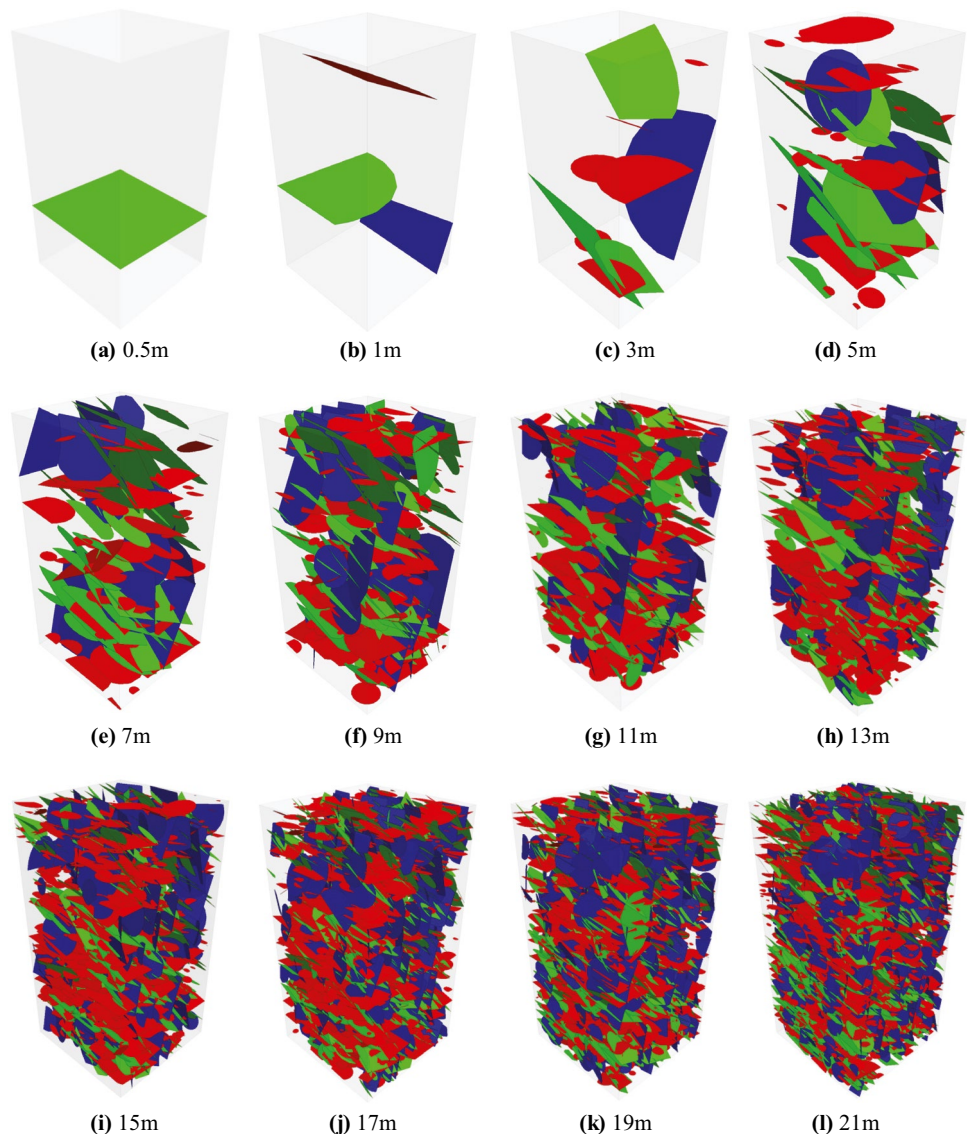 (a) 0.5m (b) 1m (c) 3m (d) 5m
(e) 7m (f) 9m (g) 11m (h) 13m
(i) 15m (j) 17m (k) 19m (l) 21m